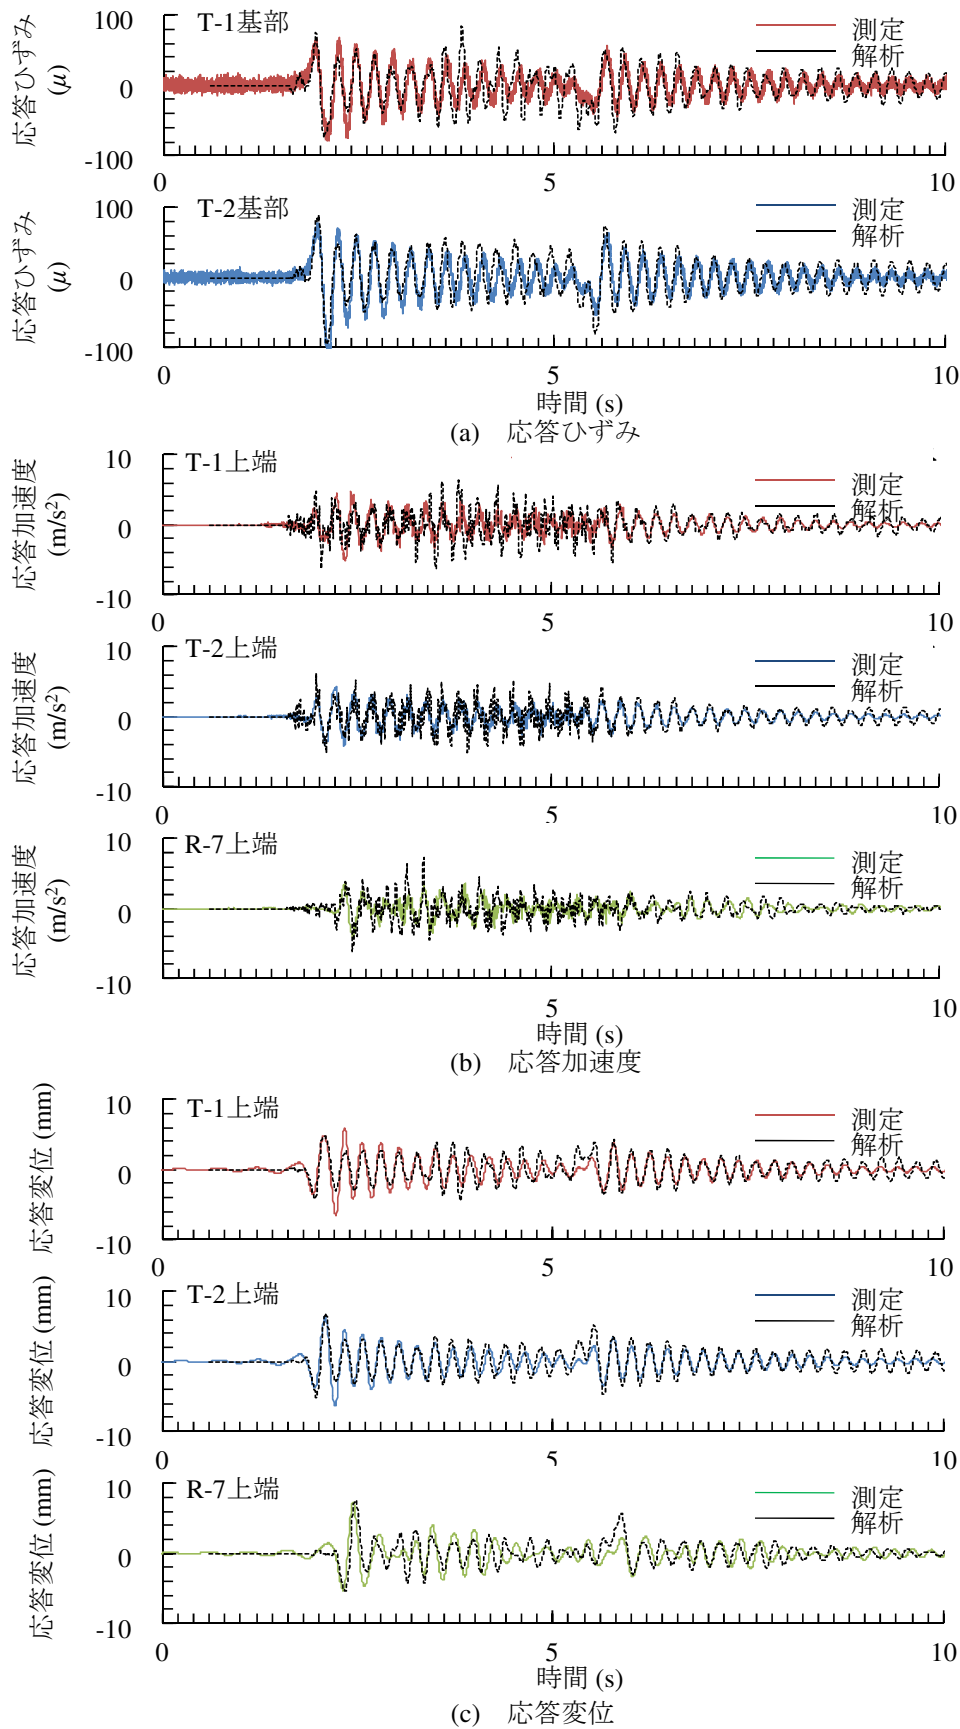 100
T-1基部
測定
解析
応答ひずみ
(μ)
0
-100
0
5
10
100
T-2基部
測定
解析
応答ひずみ
(μ)
0
-100
0
5
10
時間 (s)
(a) 応答ひずみ
10
T-1上端
測定
解析
応答加速度
(m/s²)
0
-10
0
5
10
10
T-2上端
測定
解析
応答加速度
(m/s²)
0
-10
0
5
10
10
R-7上端
測定
解析
応答加速度
(m/s²)
0
-10
5
10
時間 (s)
(b) 応答加速度
10
T-1上端
測定
解析
応答変位 (mm)
0
-10
0
5
10
10
T-2上端
測定
解析
応答変位 (mm)
0
-10
0
5
10
10
R-7上端
測定
解析
応答変位 (mm)
0
-10
0
5
10
時間 (s)
(c) 応答変位